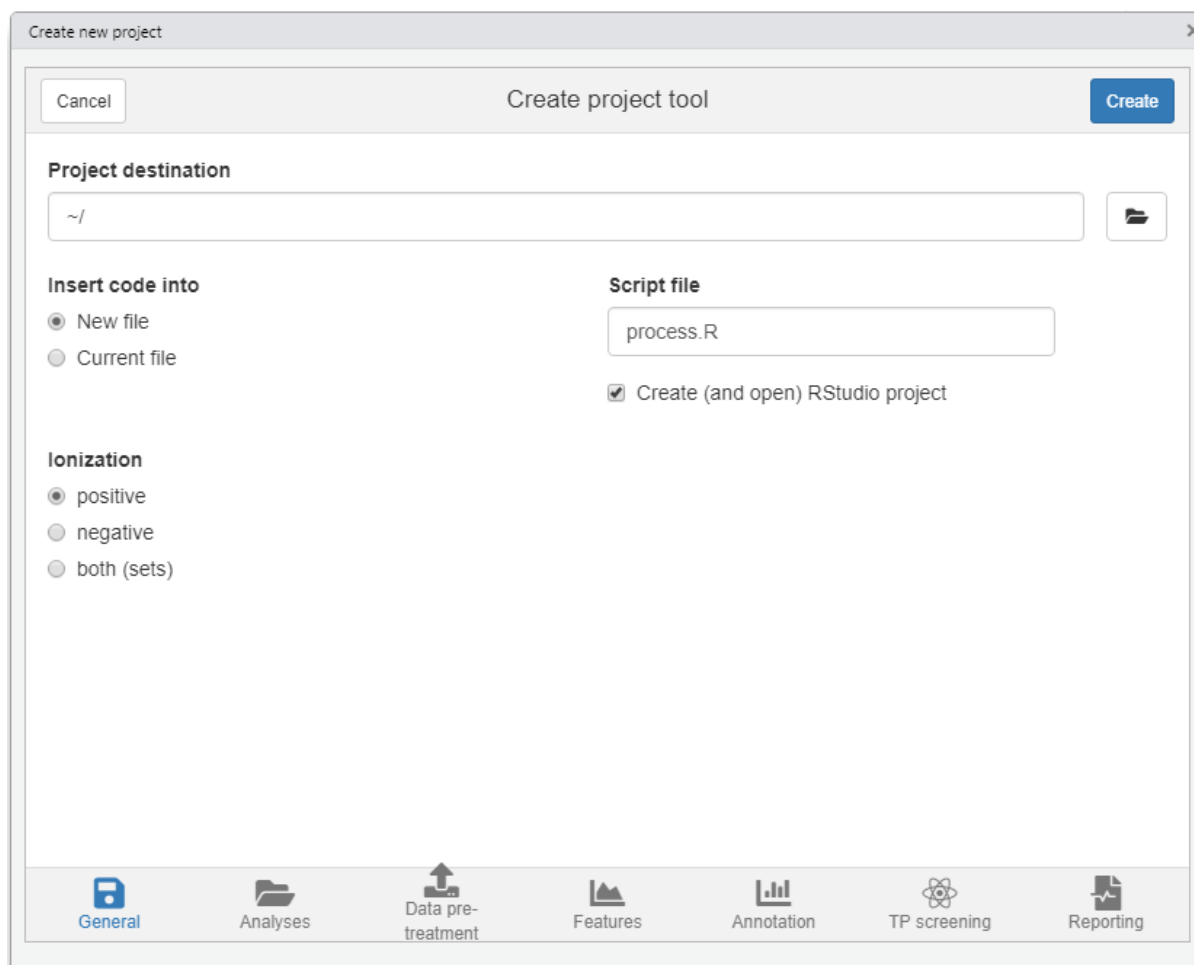 Create new project
Cancel
Create project tool
Create
Project destination
~/
Insert code into
New file
Current file
Script file
process.R
Create (and open) RStudio project
Ionization
positive
negative
both (sets)
General
Analyses
Data pre-
treatment
Features
Annotation
TP screening
Reporting